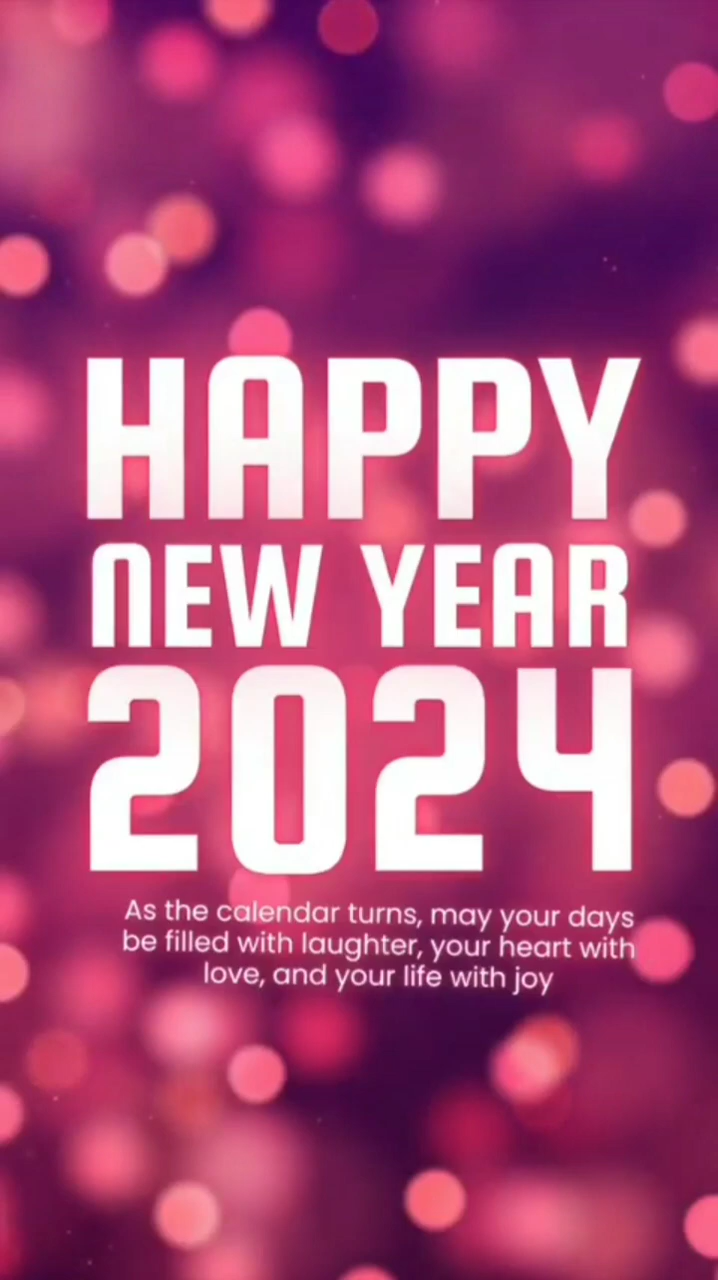 HAPPY
NEW YEAR
2024
As the calendar turns, may your days
be filled with laughter, your heart with
love, and your life with joy